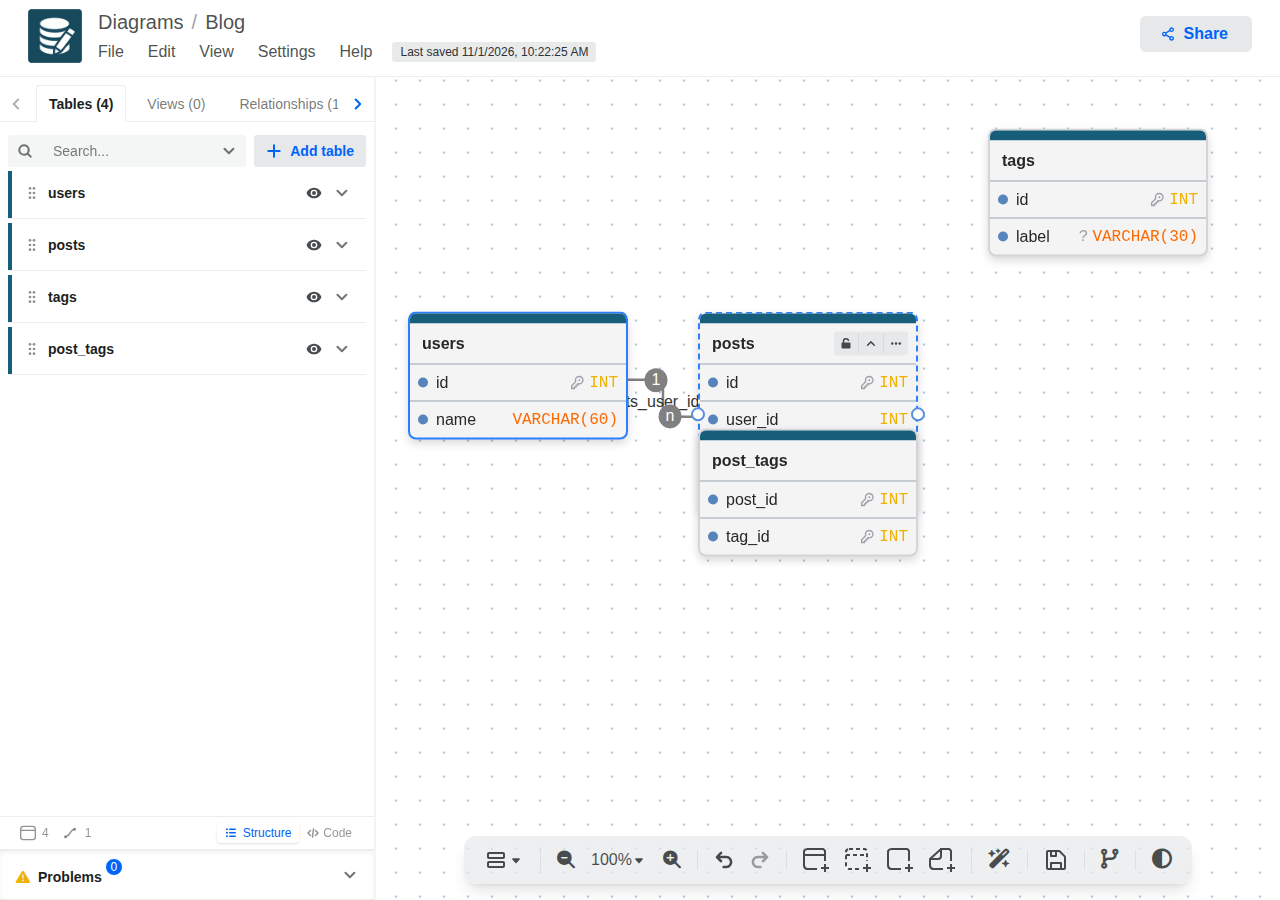 Diagrams / Blog
File Edit View Settings Help Last saved 11/1/2026, 10:22:25 AM
Share
Tables (4) Views (0) Relationships (1
Search... Add table
users
posts
tags
post_tags
4 1 Structure Code
Problems 0
tags
id INT
label ? VARCHAR(30)
users
id INT
name VARCHAR(60)
1
ts_user_id
n
posts
id INT
user_id INT
post_tags
post_id INT
tag_id INT
100%